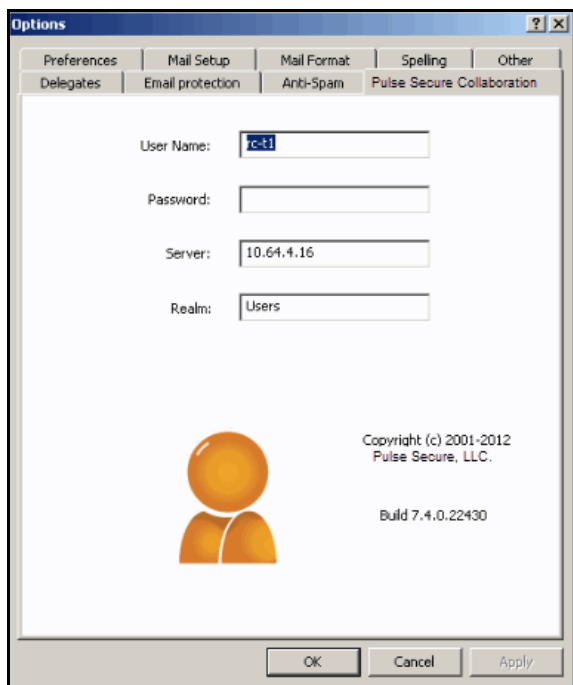 Options
Preferences Mail Setup Mail Format Spelling Other
Delegates Email protection Anti-Spam Pulse Secure Collaboration
User Name: rc-t1
Password:
Server: 10.64.4.16
Realm: Users
Copyright (c) 2001-2012
Pulse Secure, LLC.
Build 7.4.0.22430
OK Cancel Apply